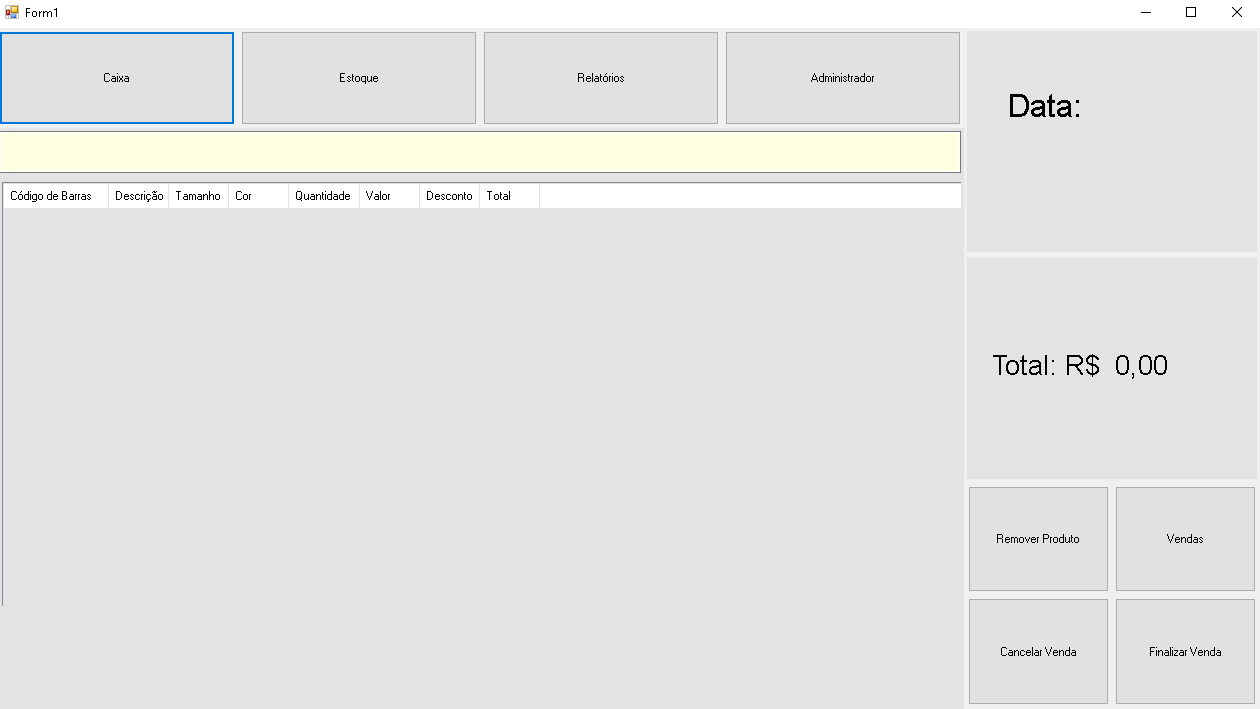 Form1
Caixa
Estoque
Relatórios
Administrador
Data:
Código de Barras Descrição Tamanho Cor Quantidade Valor Desconto Total
Total: R$ 0,00
Remover Produto
Vendas
Cancelar Venda
Finalizar Venda